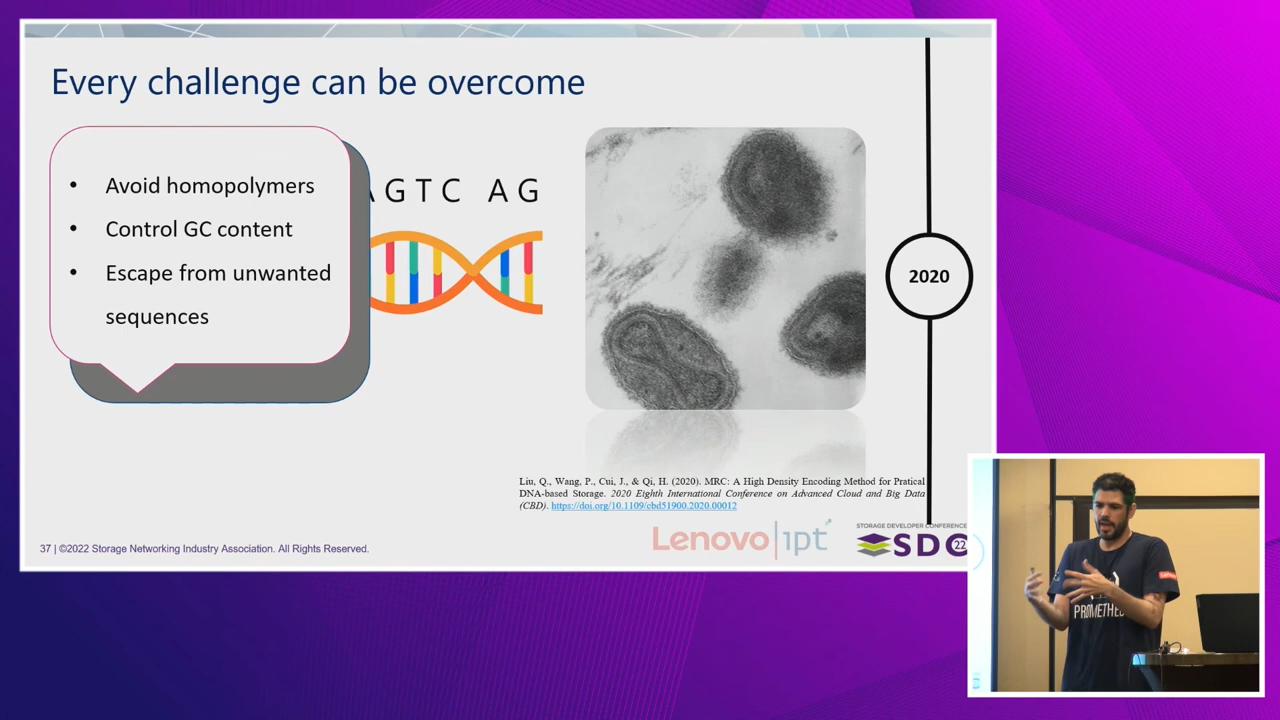 Every challenge can be overcome
• Avoid homopolymers
• Control GC content
• Escape from unwanted
sequences
AGTC AG
2020
Liu, Q., Wang, P., Cui, J., & Qi, H. (2020). MRC: A High Density Encoding Method for Pratical
DNA-based Storage. 2020 Eighth International Conference on Advanced Cloud and Big Data
(CBD). https://doi.org/10.1109/cbd51900.2020.00012
Lenovo | ipt
STORAGE DEVELOPER CONFERENCE
SDC 22
37 | ©2022 Storage Networking Industry Association. All Rights Reserved.
PROMETHEU